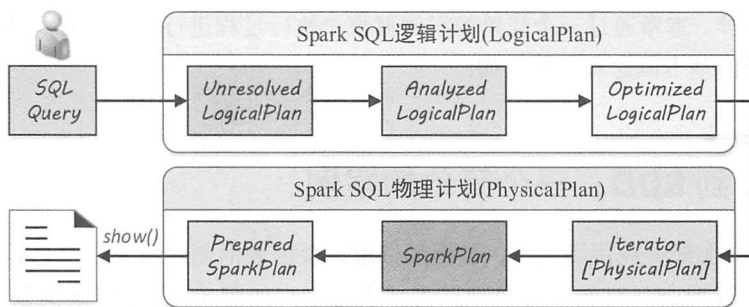 Spark SQL逻辑计划(LogicalPlan)
SQL
Query
Unresolved
LogicalPlan
Analyzed
LogicalPlan
Optimized
LogicalPlan
Spark SQL物理计划(PhysicalPlan)
show()
Prepared
SparkPlan
SparkPlan
Iterator
[PhysicalPlan]